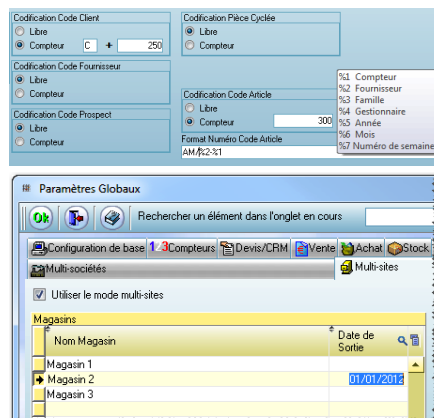 Codification Code Client
Libre
Compteur C + 250
Codification Pièce Cyclée
Libre
Compteur
Codification Code Fournisseur
Libre
Compteur
Codification Code Article
Libre
Compteur 300
Codification Code Prospect
Libre
Compteur
Format Numéro Code Article
AM/%2-%1
%1 Compteur
%2 Fournisseur
%3 Famille
%4 Gestionnaire
%5 Année
%6 Mois
%7 Numéro de semaine
Paramètres Globaux
Ok Rechercher un élément dans l'onglet en cours
Configuration de base 123 Compteurs Devis/CRM Vente Achat Stock
Multi-sociétés Multi-sites
Utiliser le mode multi-sites
Magasins
Nom Magasin Date de Sortie
Magasin 1
Magasin 2 01/01/2012
Magasin 3